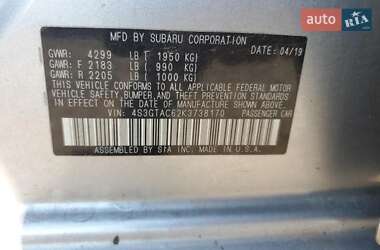 auto RIA
MFD BY SUBARU CORPORATION
DATE: 04/19
GVWR: 4299 LB ( 1950 KG)
GAWR: F 2183 LB ( 990 KG)
GAWR: R 2205 LB ( 1000 KG)
THIS VEHICLE CONFORMS TO ALL APPLICABLE FEDERAL MOTOR
VEHICLE SAFETY, BUMPER, AND THEFT PREVENTION STANDARDS
IN EFFECT ON THE DATE OF MANUFACTURE SHOWN ABOVE.
VIN: 4S3GTAC62K3738170 PASSENGER CAR
ASSEMBLED BY SIA INC. MADE IN U.S.A.